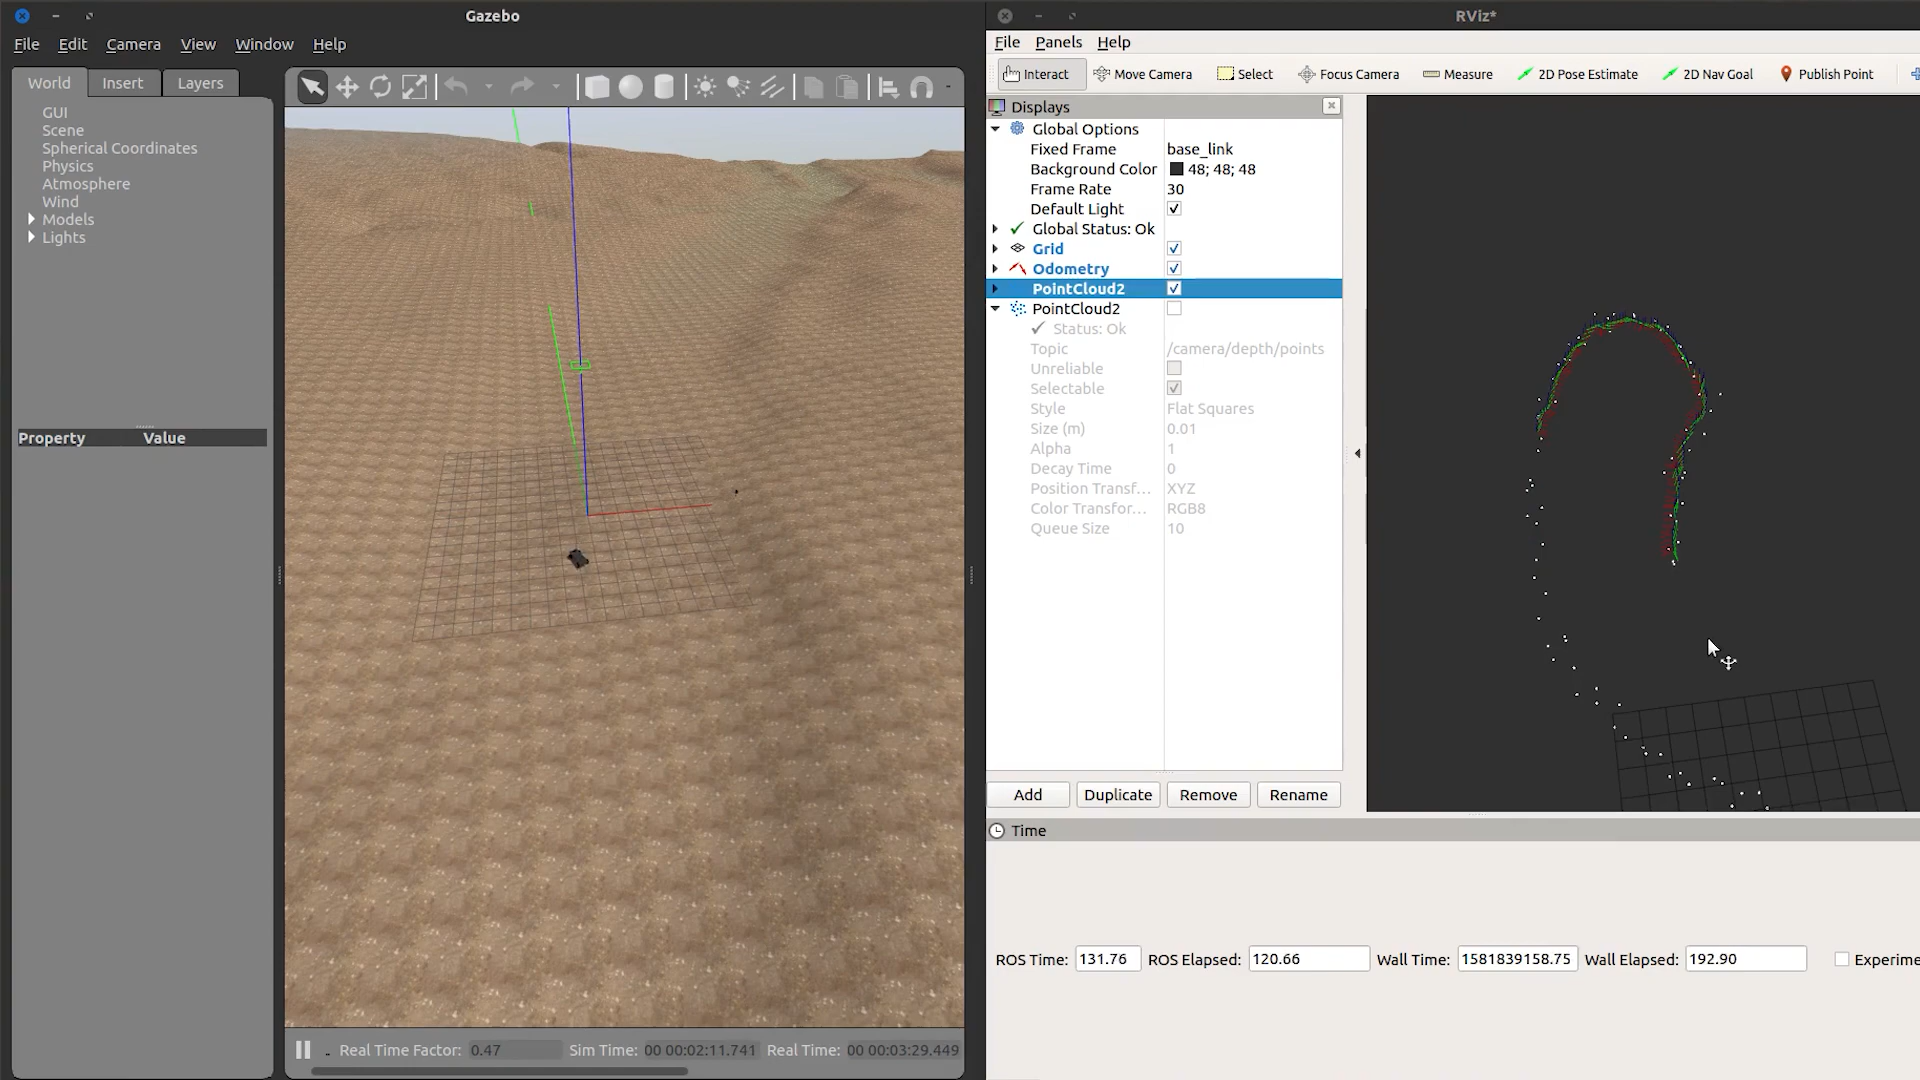 Gazebo
File Edit Camera View Window Help
World Insert Layers
GUI
Scene
Spherical Coordinates
Physics
Atmosphere
Wind
Models
Lights
Property Value
Real Time Factor: 0.47 Sim Time: 00 00:02:11.741 Real Time: 00 00:03:29.449
RViz*
File Panels Help
Interact Move Camera Select Focus Camera Measure 2D Pose Estimate 2D Nav Goal Publish Point
Displays
Global Options
Fixed Frame base_link
Background Color 48; 48; 48
Frame Rate 30
Default Light
Global Status: Ok
Grid
Odometry
PointCloud2
PointCloud2
Status: Ok
Topic /camera/depth/points
Unreliable
Selectable
Style Flat Squares
Size (m) 0.01
Alpha 1
Decay Time 0
Position Transf... XYZ
Color Transfor... RGB8
Queue Size 10
Add Duplicate Remove Rename
Time
ROS Time: 131.76 ROS Elapsed: 120.66 Wall Time: 1581839158.75 Wall Elapsed: 192.90 Experime